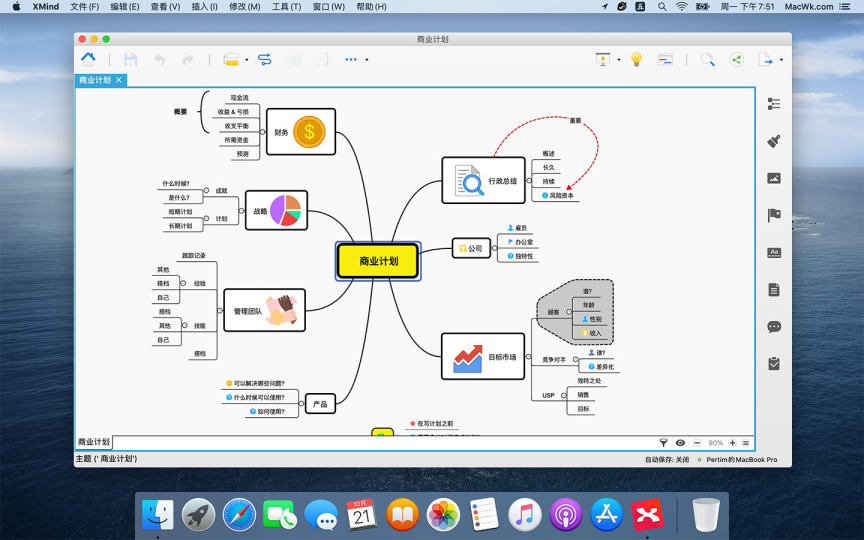 XMind 文件(F) 编辑(E) 查看(V) 插入(I) 修改(M) 工具(T) 窗口(W) 帮助(H) 五 周一 下午7:51 MacWk.com
商业计划
商业计划 ×
现金流
概要
收益 & 亏损
收支平衡
财务
所需资金
预测
重要
概述
长久
行政总结
持续
风险资本
什么时候?
成就
是什么?
战略
短期计划
计划
长期计划
雇员
公司
办公室
独特性
商业计划
跟踪记录
其他
搭档
经验
自己
管理团队
搭档
其他
技能
自己
搭档
谁?
年龄
顾客
性别
收入
目标市场
谁?
竞争对手
差异化
独特之处
USP
销售
目标
可以解决哪些问题?
什么时候可以使用?
产品
如何使用?
在写计划之前
商业计划
90%
主题 ('商业计划')
自动保存: 关闭
Pertim的MacBook Pro
10月
21